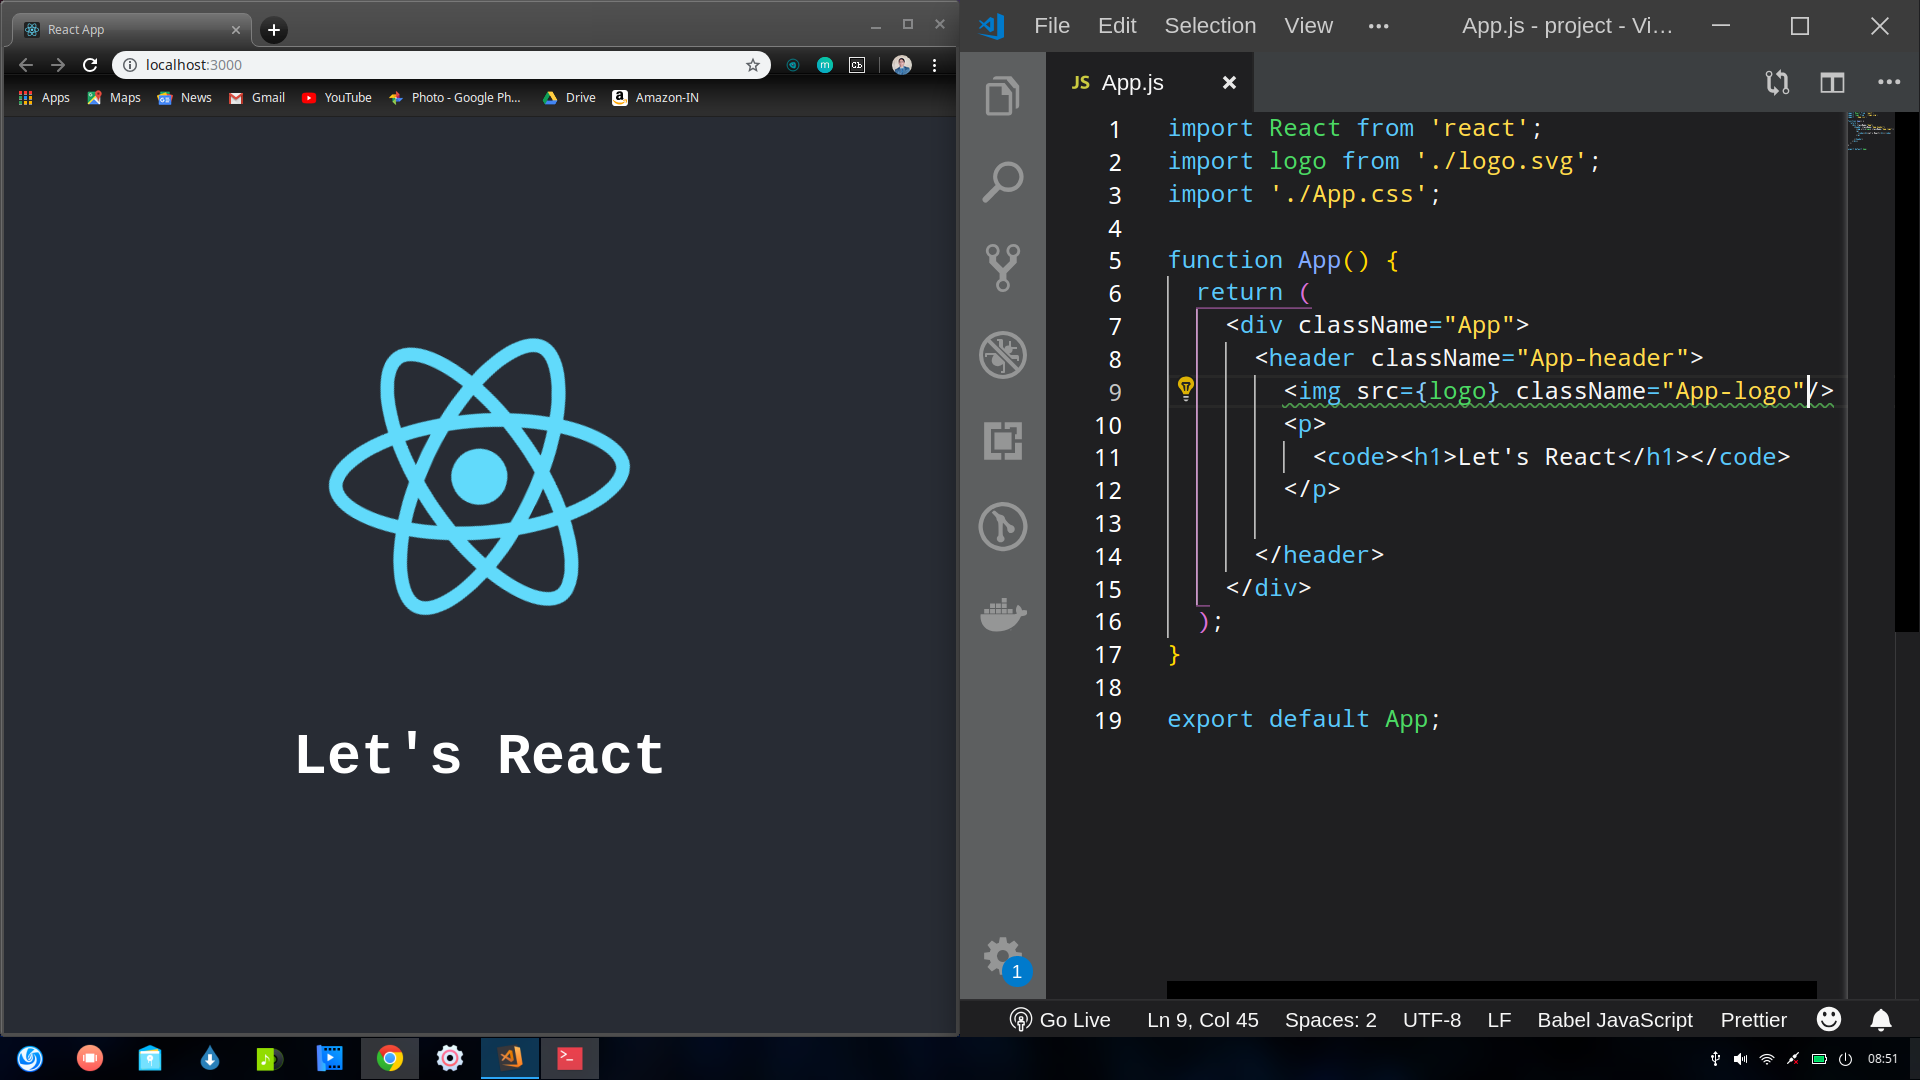 React App
localhost:3000
Apps Maps News Gmail YouTube Photo - Google Ph... Drive Amazon-IN
Let's React
File Edit Selection View ··· App.js - project - Vi...
JS App.js
1 import React from 'react';
2 import logo from './logo.svg';
3 import './App.css';
4
5 function App() {
6 return (
7 <div className="App">
8 <header className="App-header">
9 <img src={logo} className="App-logo"/>
10 <p>
11 <code><h1>Let's React</h1></code>
12 </p>
13
14 </header>
15 </div>
16 );
17 }
18
19 export default App;
1
Go Live Ln 9, Col 45 Spaces: 2 UTF-8 LF Babel JavaScript Prettier
08:51